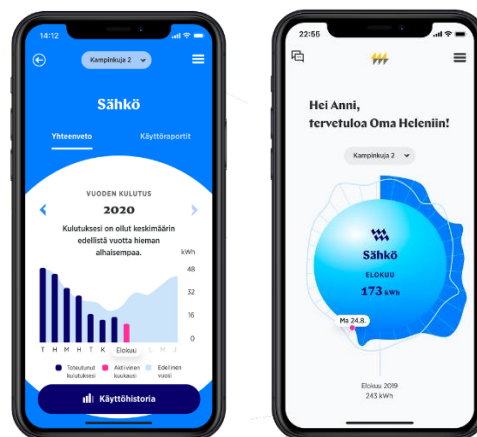 14:12
Kampinkuja 2
Sähkö
Yhteenveto
Käyttöraportit
VUODEN KULUTUS
2020
Kulutuksesi on ollut keskimäärin
edellistä vuotta hieman
alhaisempaa.
kWh
48
32
16
0
T H M H T K Elokuu L M J
Toteutunut
kulutuksesi
Aktiivinen
kuukausi
Edellinen
vuosi
Käyttöhistoria
22:55
Hei Anni,
tervetuloa Oma Heleniin!
Kampinkuja 2
Sähkö
ELOKUU
173 kWh
Ma 24.8.
Elokuu 2019
243 kWh